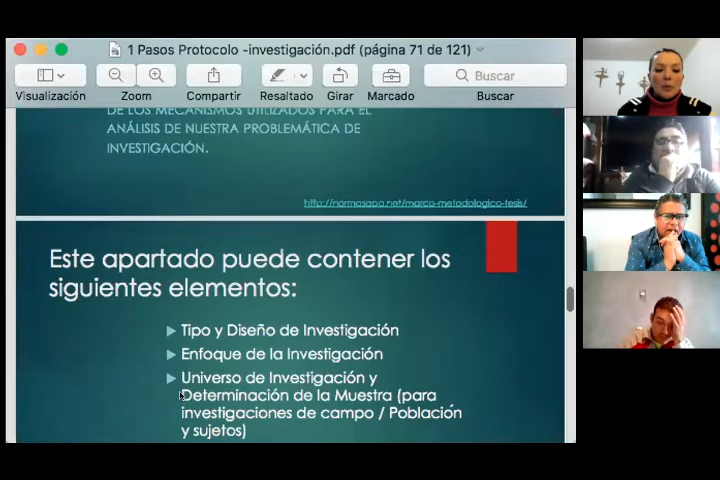 1 Pasos Protocolo -investigación.pdf (página 71 de 121)
Visualización
Zoom
Compartir
Resaltado
Girar
Marcado
Buscar
Buscar
DE LOS MECANISMOS UTILIZADOS PARA EL
ANÁLISIS DE NUESTRA PROBLEMÁTICA DE
INVESTIGACIÓN.
http://normasapa.net/marco-metodologico-tesis/
Este apartado puede contener los
siguientes elementos:
Tipo y Diseño de Investigación
Enfoque de la Investigación
Universo de Investigación y
Determinación de la Muestra (para
investigaciones de campo / Población
y sujetos)